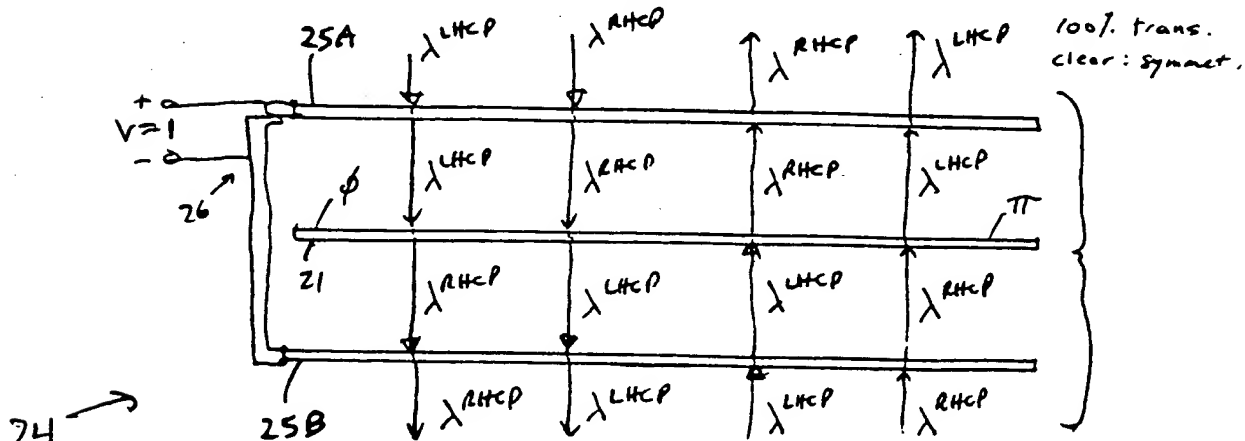 25A
λLHCP λRHCP λRHCP λLHCP
100% trans.
clear: symmet.
+
V=1
-
26
λLHCP λRHCP λRHCP λLHCP
φ π
21
λRHCP λLHCP λLHCP λRHCP
24 25B
λRHCP λLHCP λLHCP λRHCP